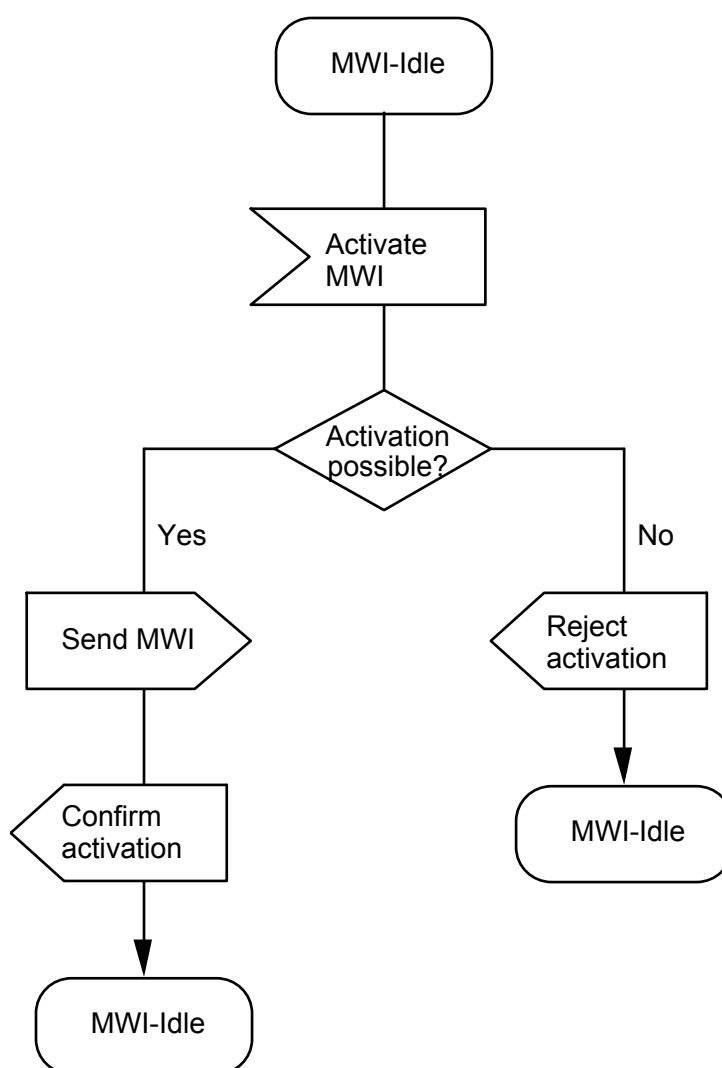 MWI-Idle
Activate
MWI
Activation
possible?
Yes
No
Send MWI
Reject
activation
Confirm
activation
MWI-Idle
MWI-Idle